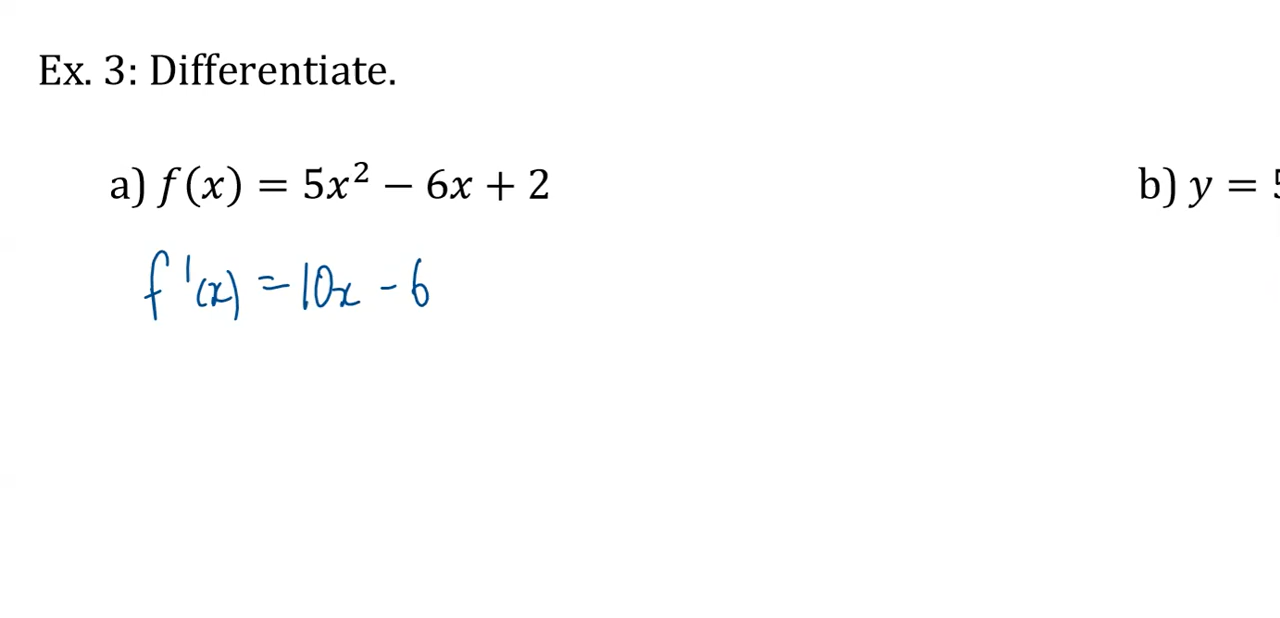 Ex. 3: Differentiate.
a) f(x) = 5x² − 6x + 2
b) y =
f'(x) = 10x - 6